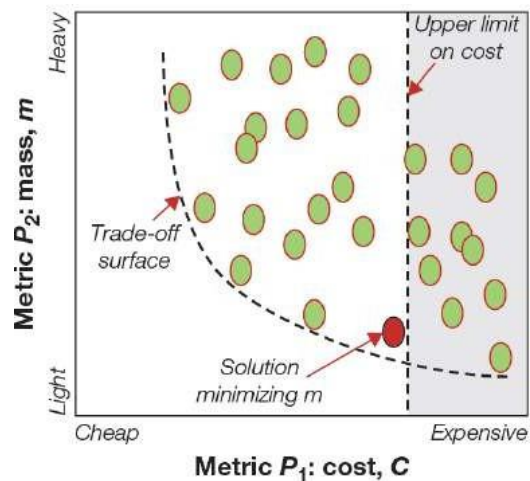 Heavy
Upper limit
on cost
Metric P2: mass, m
Trade-off
surface
Solution
minimizing m
Light
Cheap
Expensive
Metric P1: cost, C